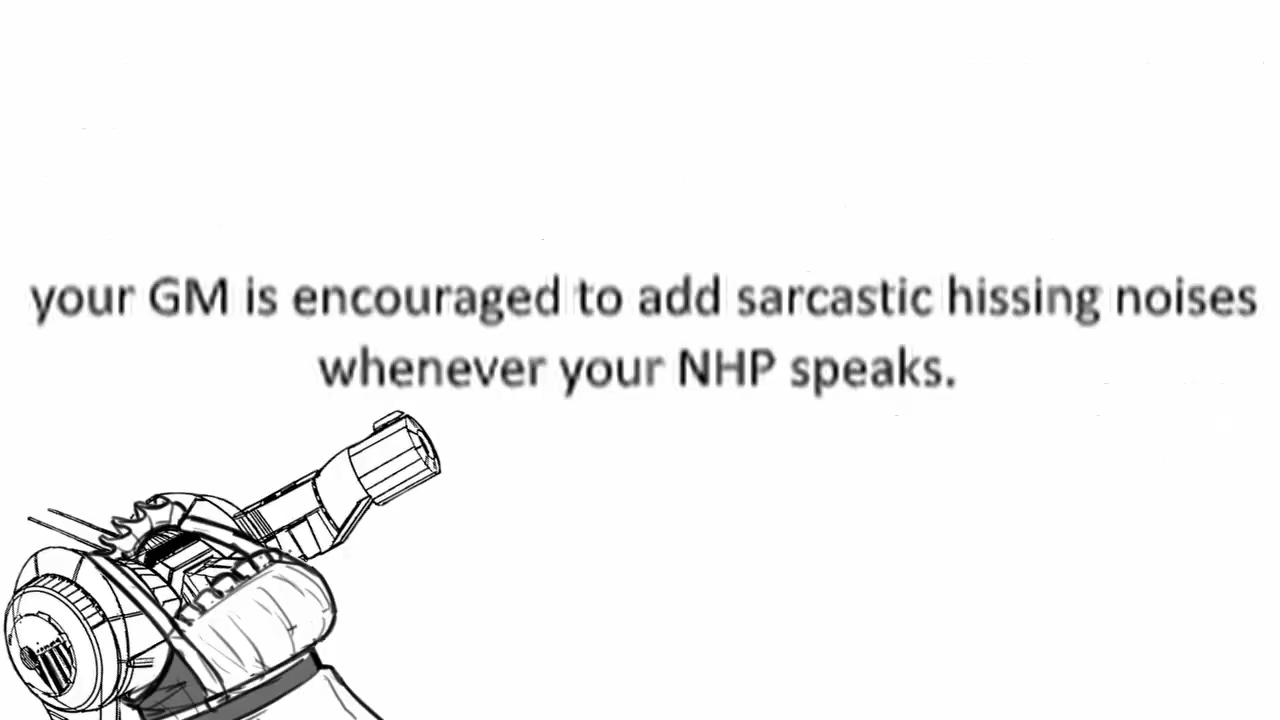 your GM is encouraged to add sarcastic hissing noises
whenever your NHP speaks.